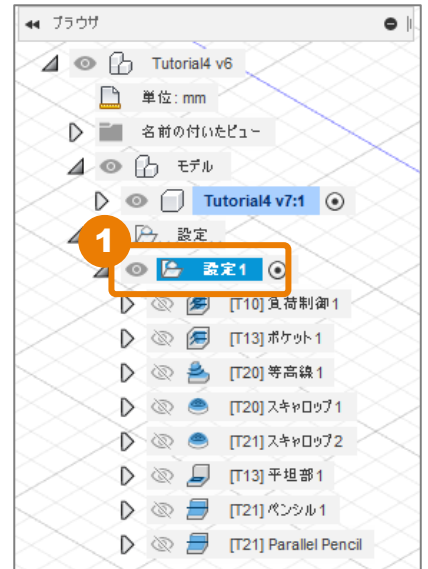 ブラウザ
Tutorial4 v6
単位: mm
名前の付いたビュー
モデル
Tutorial4 v7:1
設定
1
設定1
[T10] 負荷制御1
[T13] ポケット1
[T20] 等高線1
[T20] スキャロップ1
[T21] スキャロップ2
[T13] 平坦部1
[T21] ペンシル1
[T21] Parallel Pencil